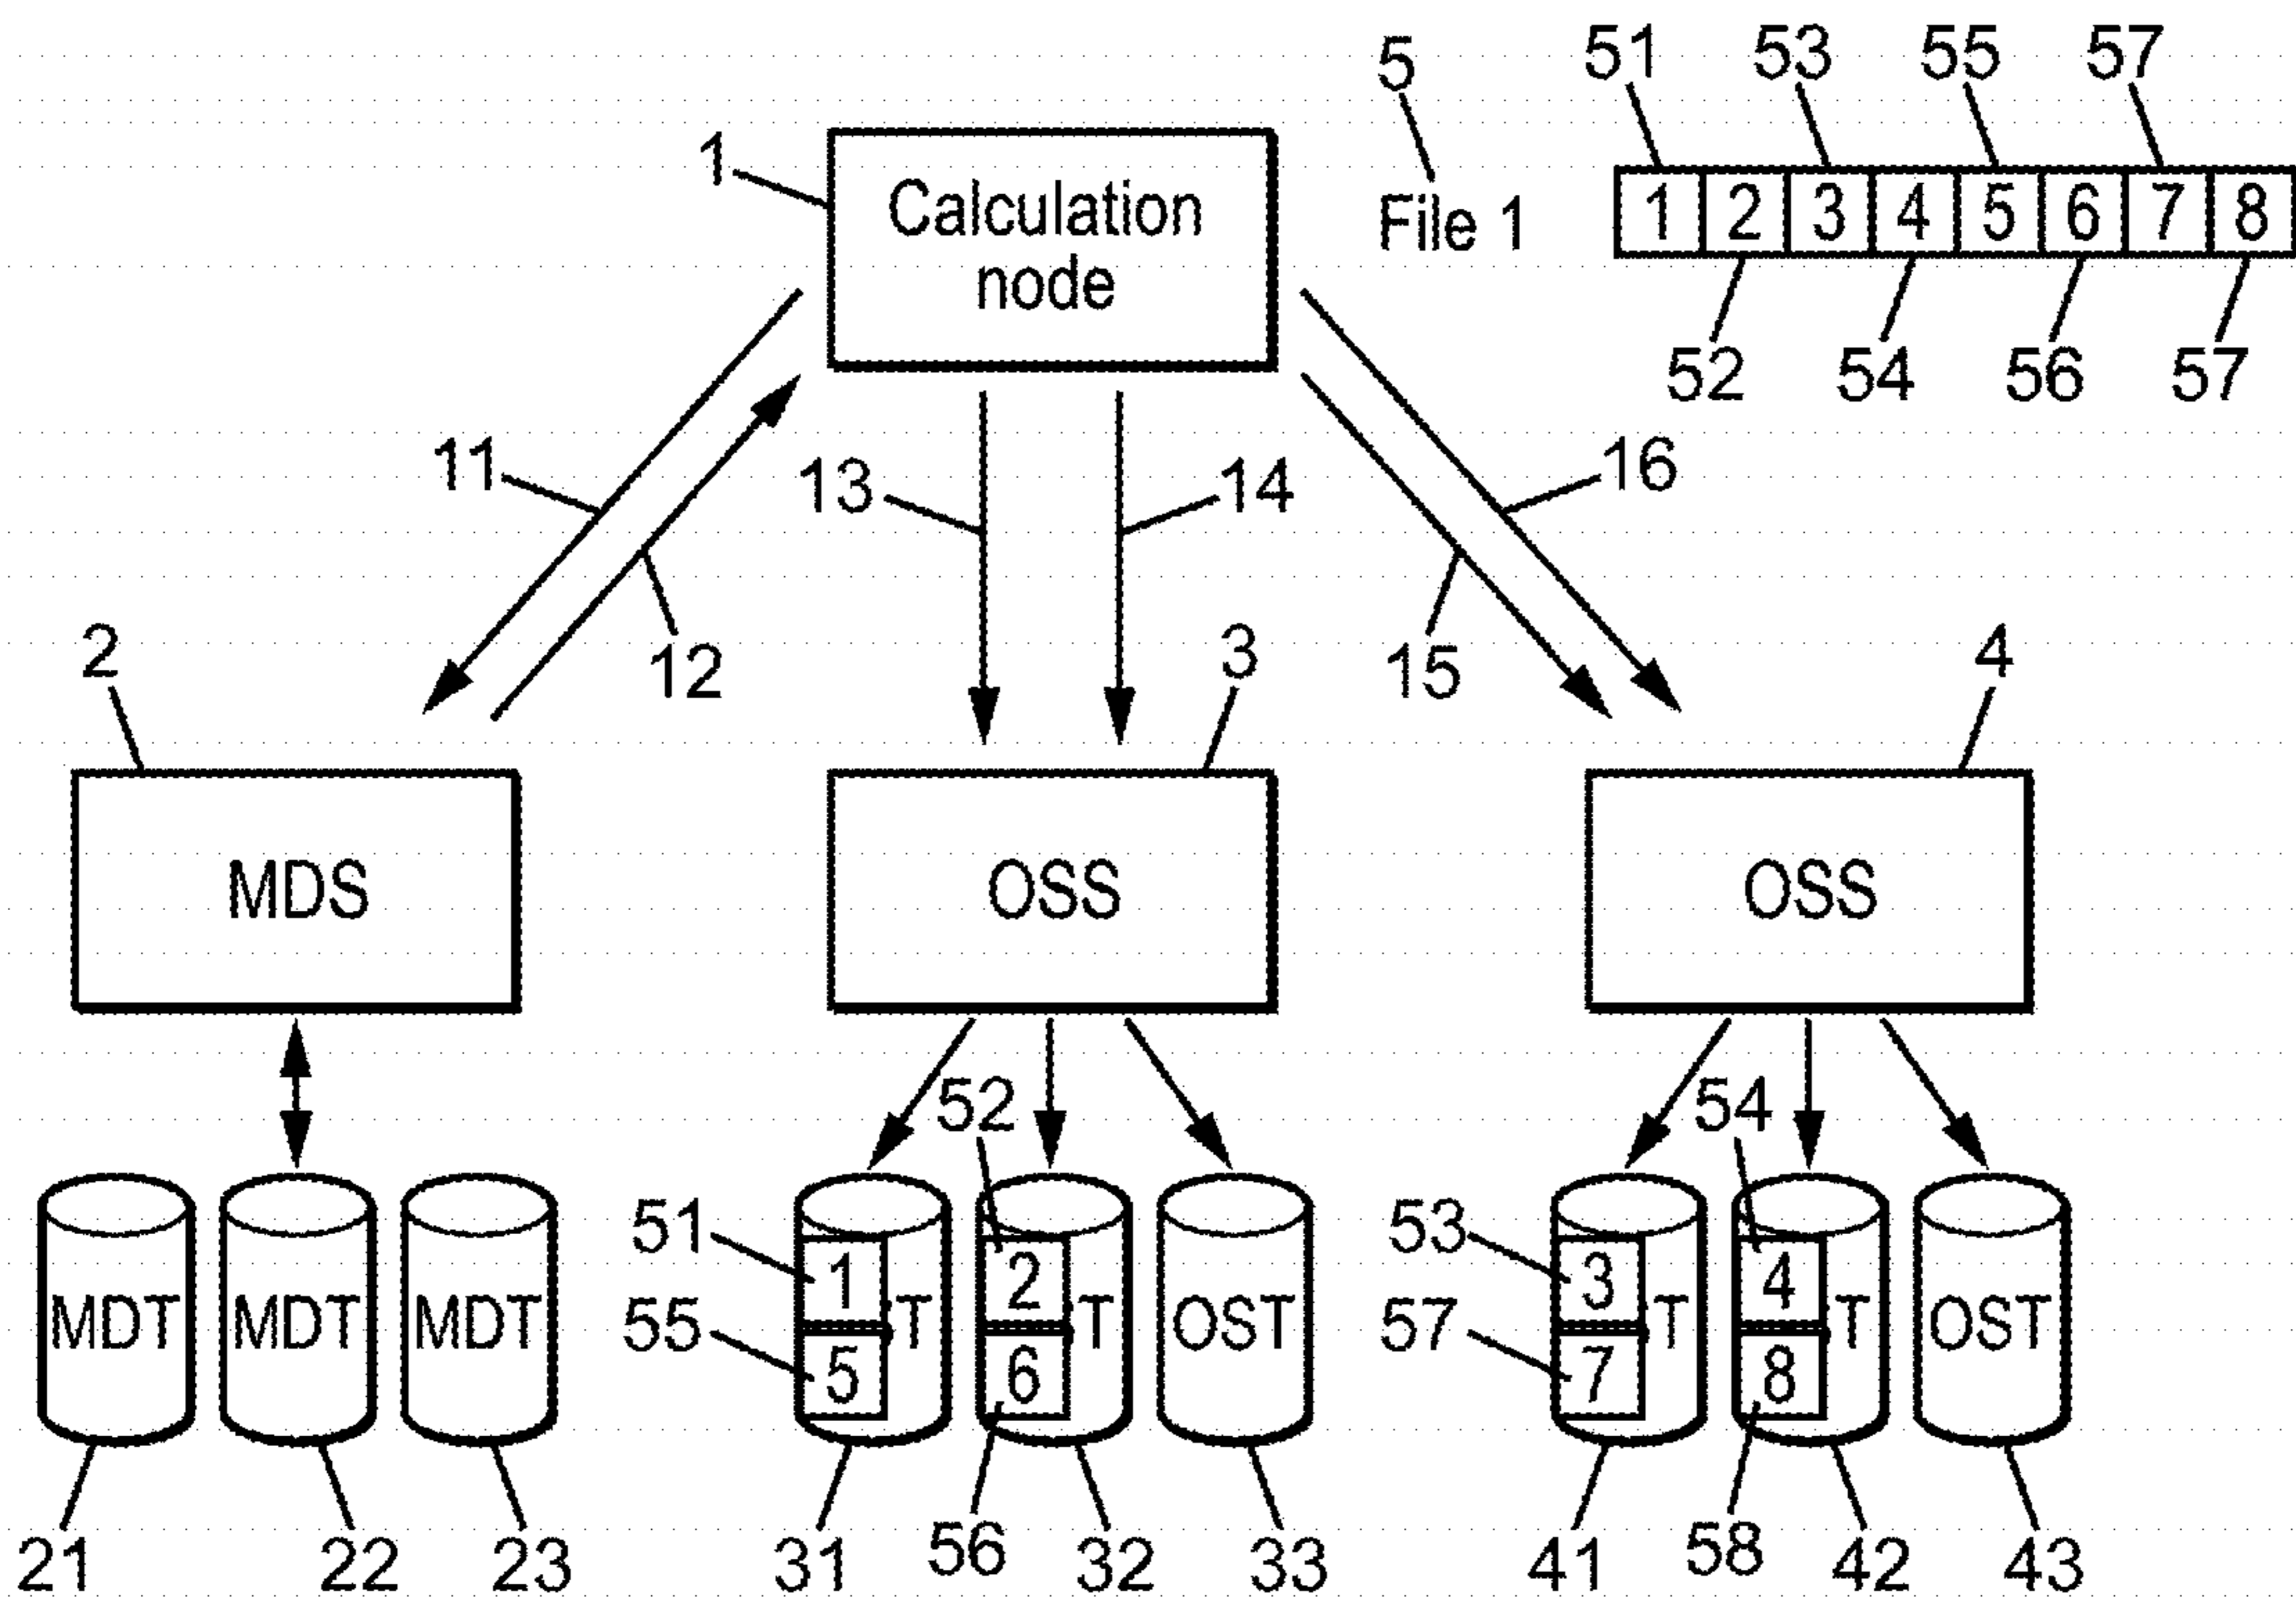 5 51 53 55 57
1
Calculation
node
File 1
1 2 3 4 5 6 7 8
52 54 56 57
11 13 14 16
12 15
2 3 4
MDS OSS OSS
52 54
51 53
1 2 3 4
MDT MDT MDT T T OST T T OST
55 57
5 6 7 8
21 22 23 31 56 32 33 41 58 42 43